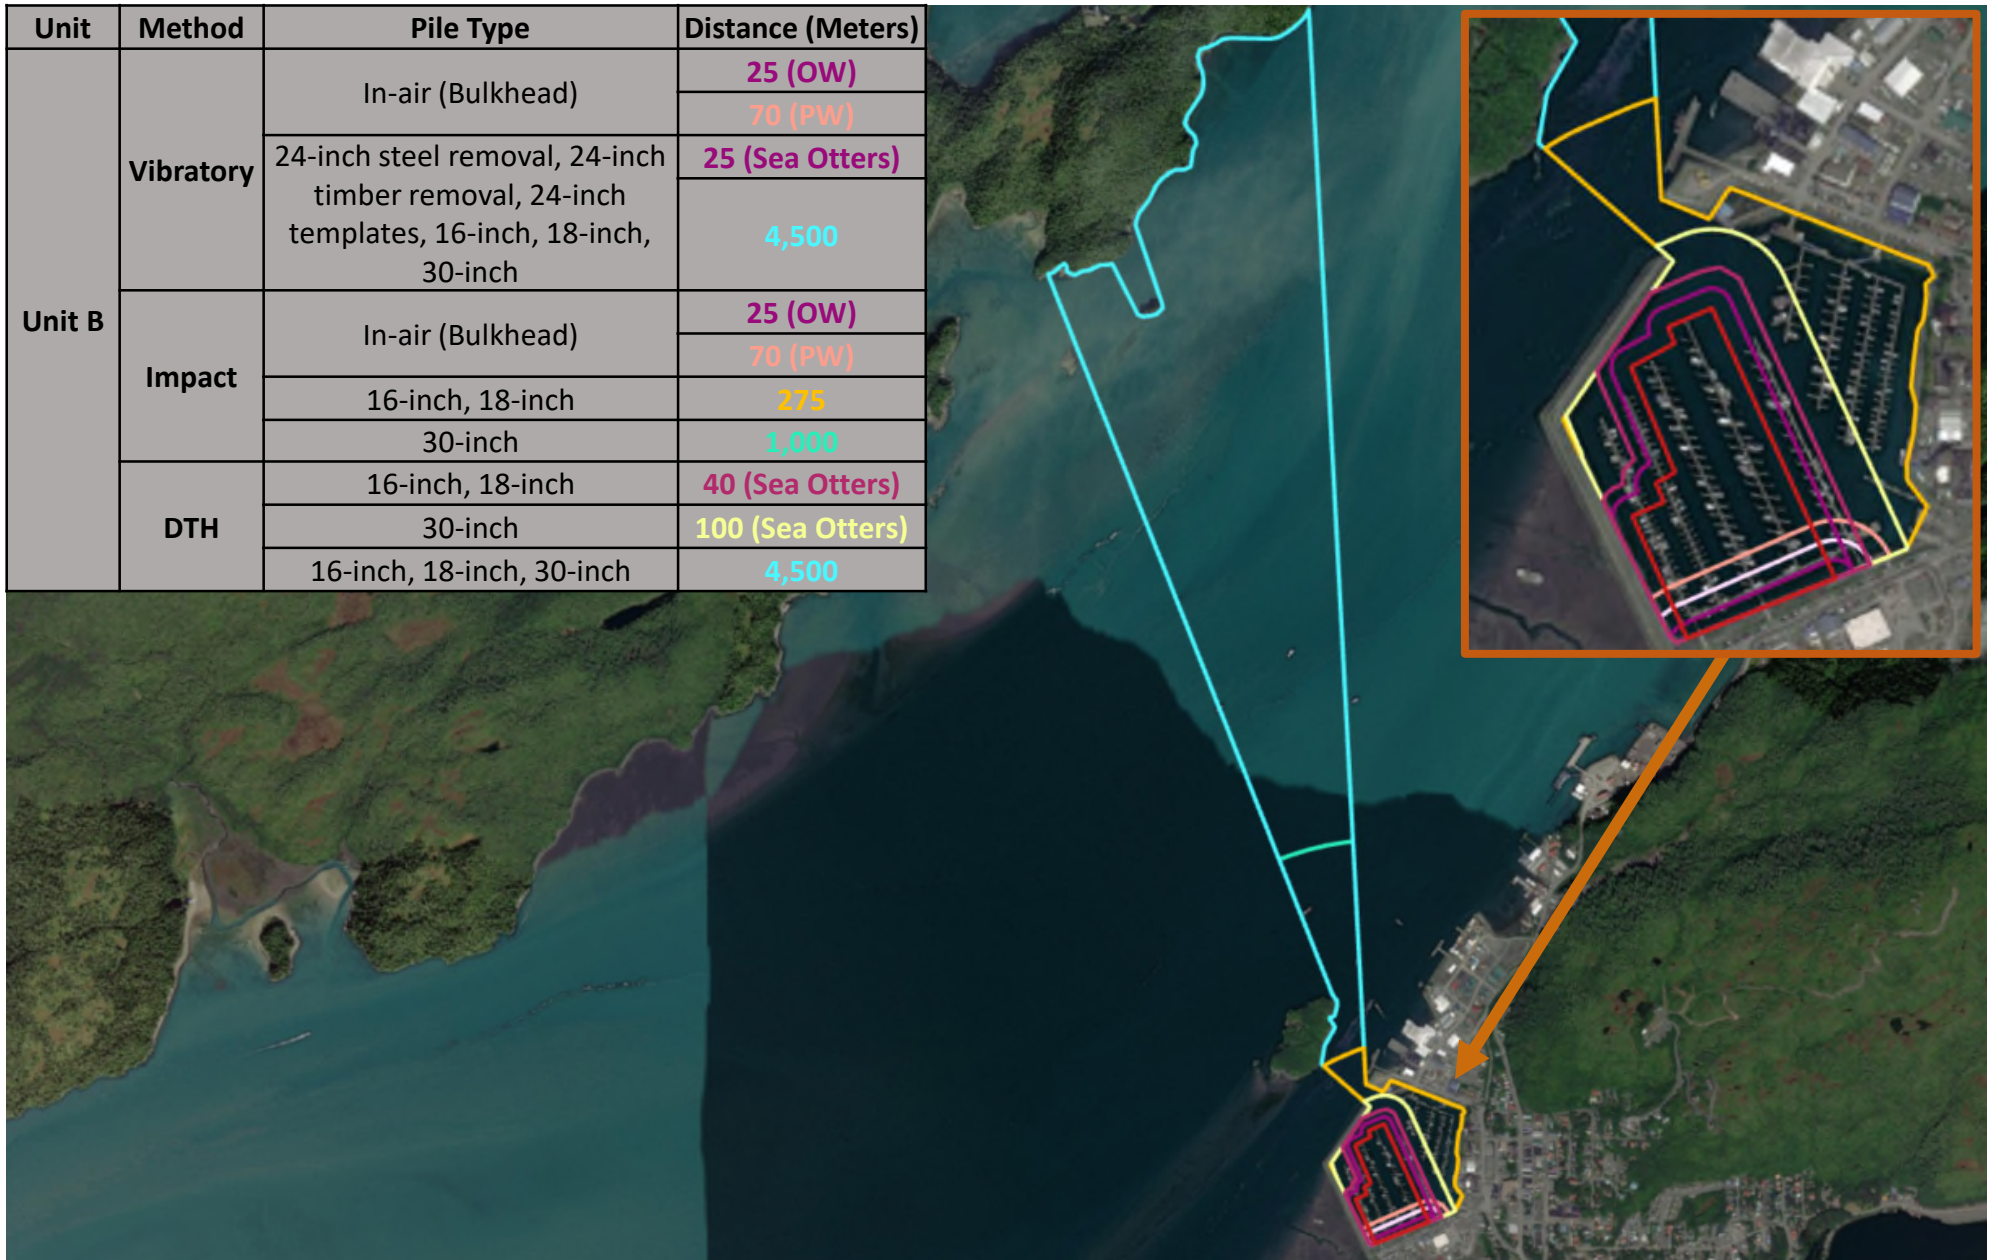 Unit Method Pile Type Distance (Meters)
Unit B
Vibratory
In-air (Bulkhead)
25 (OW)
70 (PW)
24-inch steel removal, 24-inch
timber removal, 24-inch
templates, 16-inch, 18-inch,
30-inch
25 (Sea Otters)
4,500
Impact
In-air (Bulkhead)
25 (OW)
70 (PW)
16-inch, 18-inch
275
30-inch
1,000
DTH
16-inch, 18-inch
40 (Sea Otters)
30-inch
100 (Sea Otters)
16-inch, 18-inch, 30-inch
4,500